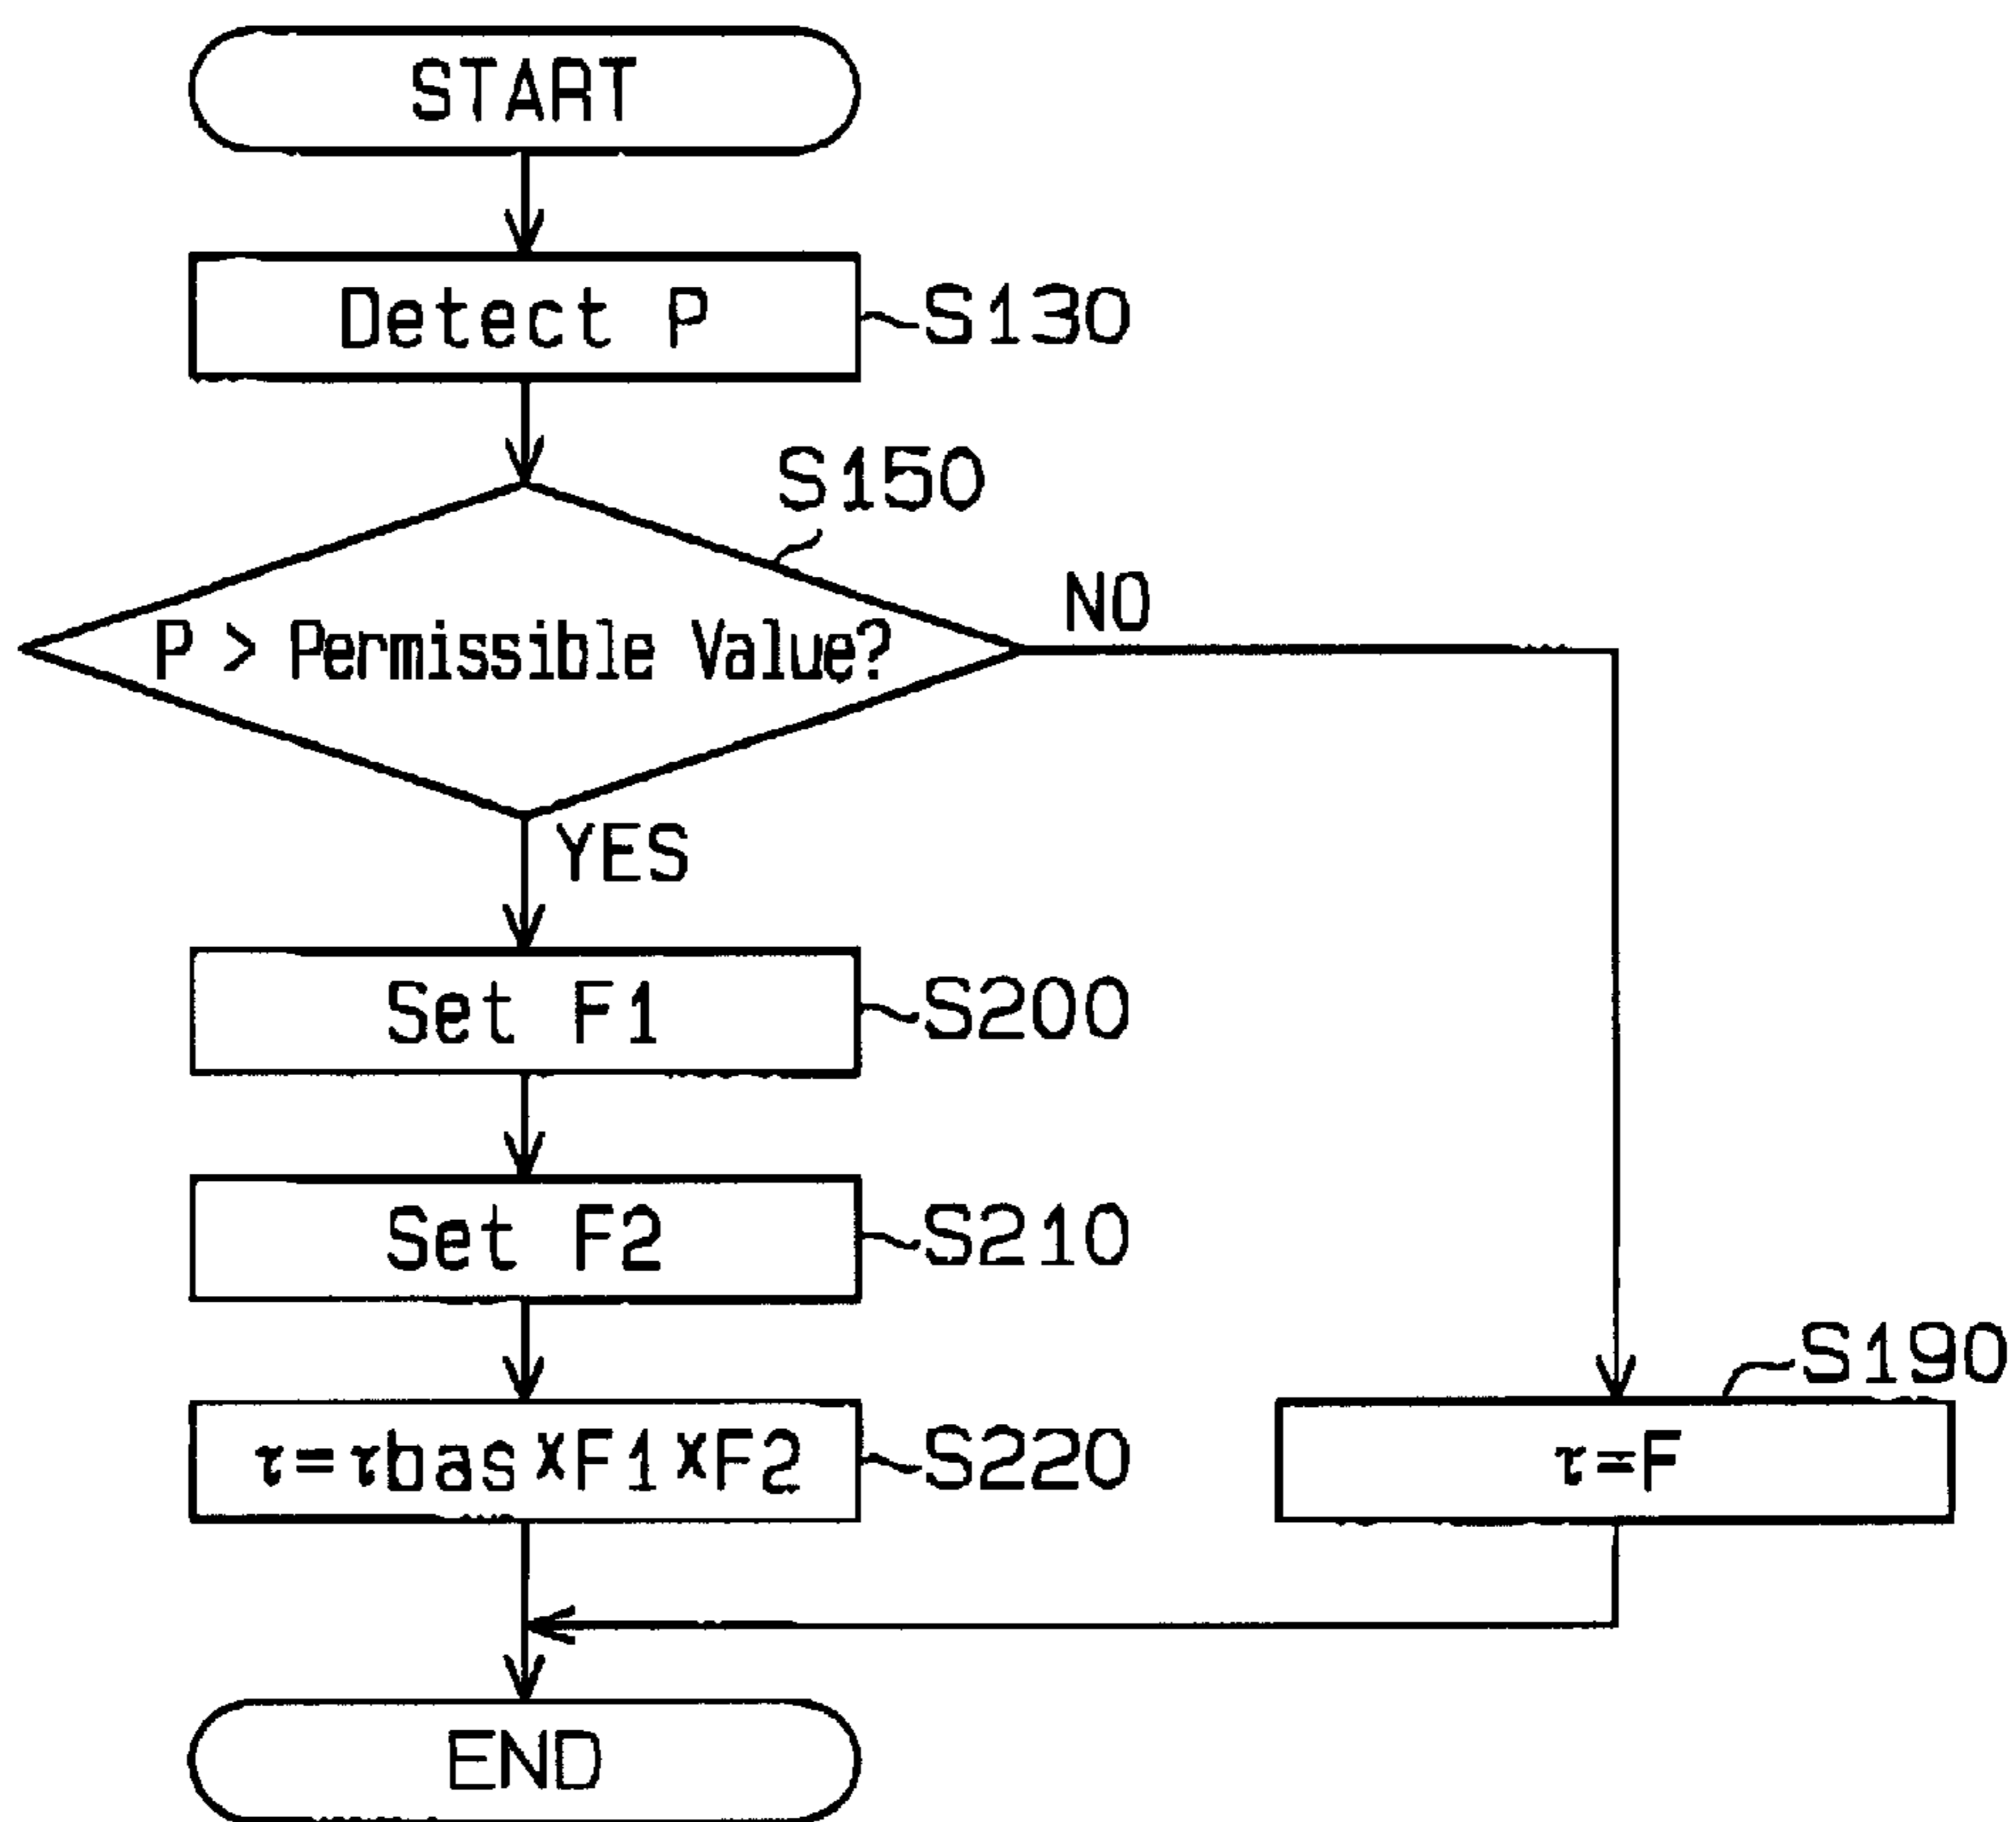 START
Detect P
S130
S150
P > Permissible Value?
NO
YES
Set F1
S200
Set F2
S210
τ=τbas×F1×F2
S220
S190
τ=F
END